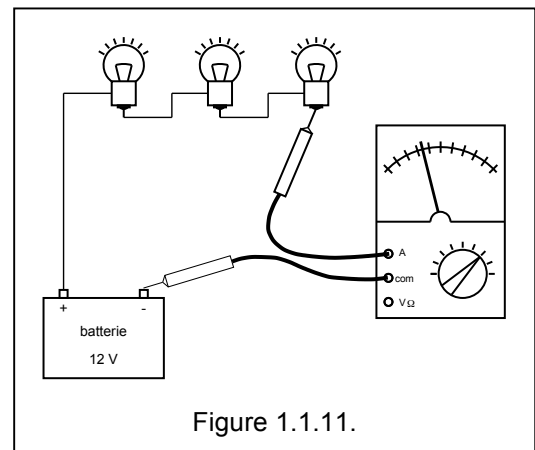 A
com
VΩ
+ -
batterie
12 V
Figure 1.1.11.